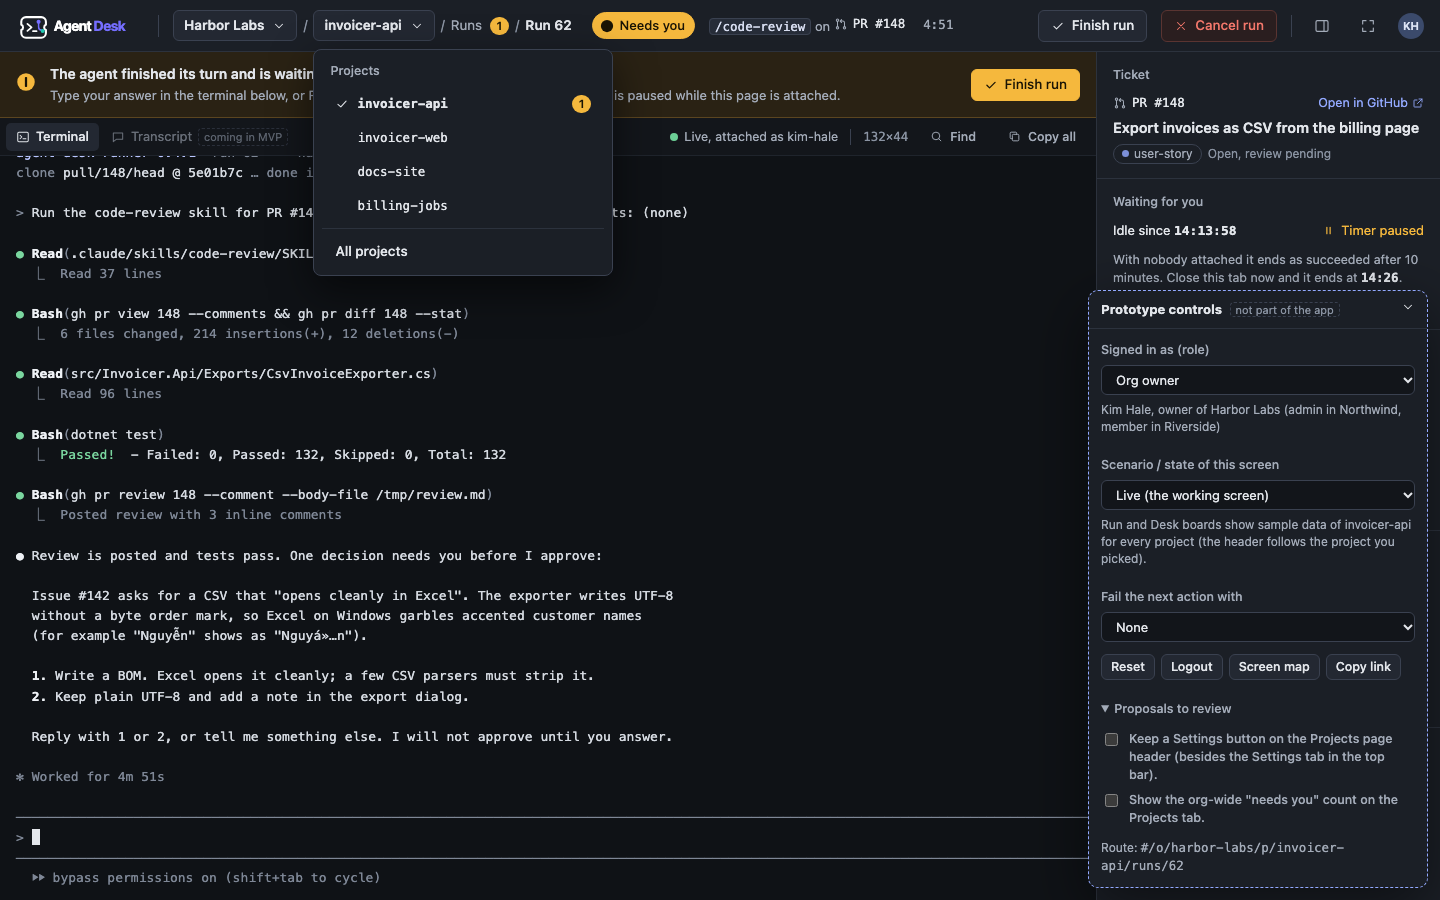 AgentDesk
Harbor Labs / invoicer-api / Runs 1 / Run 62
Needs you
/code-review on PR #148 4:51
Finish run
Cancel run
KH
The agent finished its turn and is waitin
Type your answer in the terminal below, or F
is paused while this page is attached.
Finish run
Projects
invoicer-api 1
invoicer-web
docs-site
billing-jobs
All projects
Terminal
Transcript coming in MVP
Live, attached as kim-hale
132×44
Find
Copy all
clone pull/148/head @ 5e01b7c … done i
> Run the code-review skill for PR #14
ts: (none)
Read(.claude/skills/code-review/SKIL
Read 37 lines
Bash(gh pr view 148 --comments && gh pr diff 148 --stat)
6 files changed, 214 insertions(+), 12 deletions(-)
Read(src/Invoicer.Api/Exports/CsvInvoiceExporter.cs)
Read 96 lines
Bash(dotnet test)
Passed! - Failed: 0, Passed: 132, Skipped: 0, Total: 132
Bash(gh pr review 148 --comment --body-file /tmp/review.md)
Posted review with 3 inline comments
Review is posted and tests pass. One decision needs you before I approve:
Issue #142 asks for a CSV that "opens cleanly in Excel". The exporter writes UTF-8
without a byte order mark, so Excel on Windows garbles accented customer names
(for example "Nguyễn" shows as "Nguyá»…n").
1. Write a BOM. Excel opens it cleanly; a few CSV parsers must strip it.
2. Keep plain UTF-8 and add a note in the export dialog.
Reply with 1 or 2, or tell me something else. I will not approve until you answer.
✻ Worked for 4m 51s
>
bypass permissions on (shift+tab to cycle)
Ticket
PR #148
Open in GitHub
Export invoices as CSV from the billing page
user-story
Open, review pending
Waiting for you
Idle since 14:13:58
Timer paused
With nobody attached it ends as succeeded after 10
minutes. Close this tab now and it ends at 14:26.
Prototype controls not part of the app
Signed in as (role)
Org owner
Kim Hale, owner of Harbor Labs (admin in Northwind,
member in Riverside)
Scenario / state of this screen
Live (the working screen)
Run and Desk boards show sample data of invoicer-api
for every project (the header follows the project you
picked).
Fail the next action with
None
Reset
Logout
Screen map
Copy link
▼ Proposals to review
Keep a Settings button on the Projects page
header (besides the Settings tab in the top
bar).
Show the org-wide "needs you" count on the
Projects tab.
Route: #/o/harbor-labs/p/invoicer-
api/runs/62